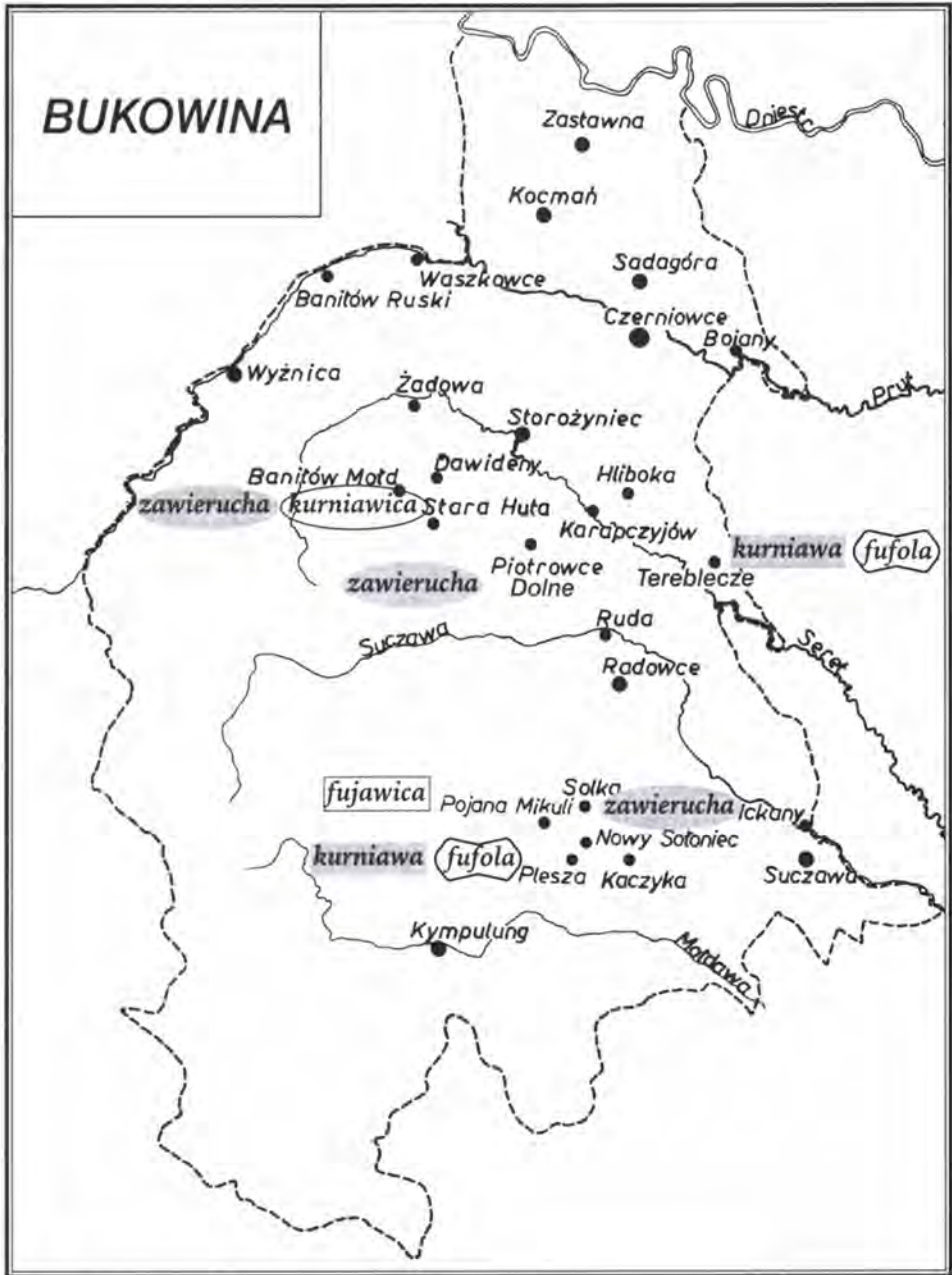 BUKOWINA
Dniestr
Zastawna
Kocmań
Sadagóra
Waszkowce
Baniłów Ruski
Czerniowce
Bojany
Wyżnica
Prut
Żadowa
Storożyniec
Dawideny
Hliboka
Baniłów Mołd
zawierucha kurniawica Stara Huta
Karapczyjów
kurniawa fufola
Piotrowce
Dolne
Tereblecze
zawierucha
Ruda
Suczawa
Seret
Radowce
fujawica
Solka
zawierucha Ickany
Pojana Mikuli
Nowy Sołoniec
kurniawa fufola
Plesza Kaczyka
Suczawa
Kympulung
Mołdawa